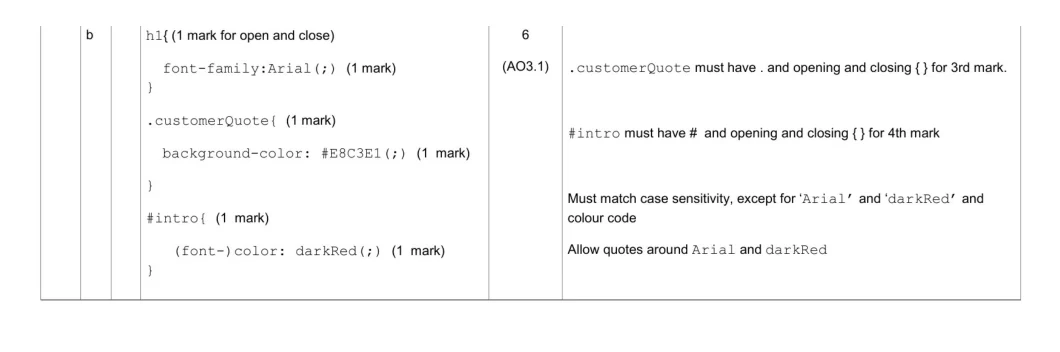 b
h1{ (1 mark for open and close)
6
font-family:Arial(;) (1 mark)
(AO3.1)
.customerQuote must have . and opening and closing { } for 3rd mark.
}
.customerQuote{ (1 mark)
#intro must have # and opening and closing { } for 4th mark
background-color: #E8C3E1(;) (1 mark)
}
Must match case sensitivity, except for ‘Arial’ and ‘darkRed’ and
colour code
#intro{ (1 mark)
(font-)color: darkRed(;) (1 mark)
Allow quotes around Arial and darkRed
}